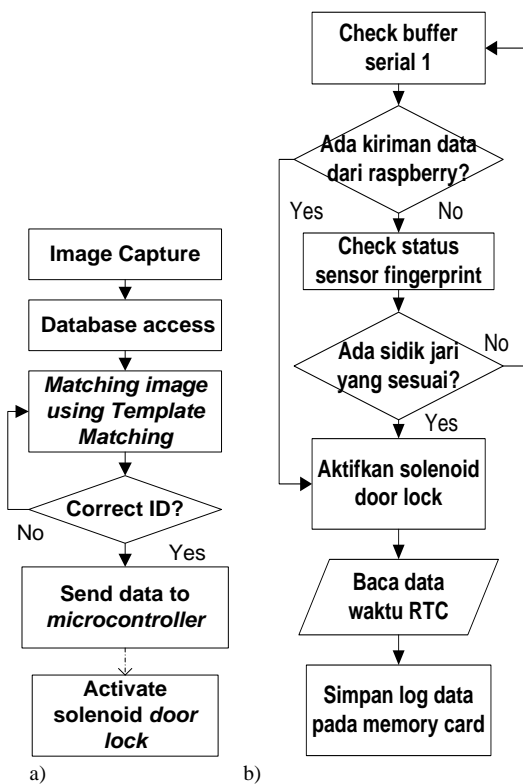 Image Capture
Database access
Matching image
using Template
Matching
Correct ID?
No
Yes
Send data to
microcontroller
Activate
solenoid door
lock
a)
Check buffer
serial 1
Ada kiriman data
dari raspberry?
Yes
No
Check status
sensor fingerprint
Ada sidik jari
yang sesuai?
No
Yes
Aktifkan solenoid
door lock
Baca data
waktu RTC
Simpan log data
pada memory card
b)